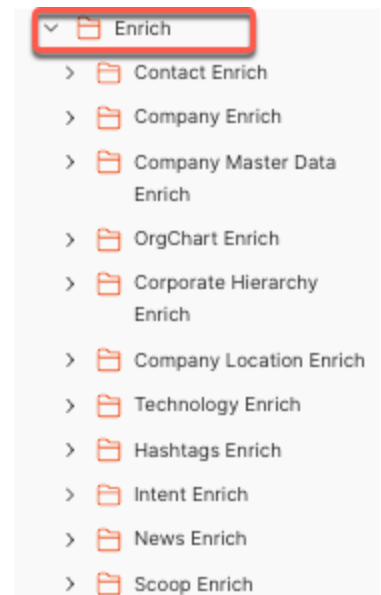 Enrich
Contact Enrich
Company Enrich
Company Master Data
Enrich
OrgChart Enrich
Corporate Hierarchy
Enrich
Company Location Enrich
Technology Enrich
Hashtags Enrich
Intent Enrich
News Enrich
Scoop Enrich